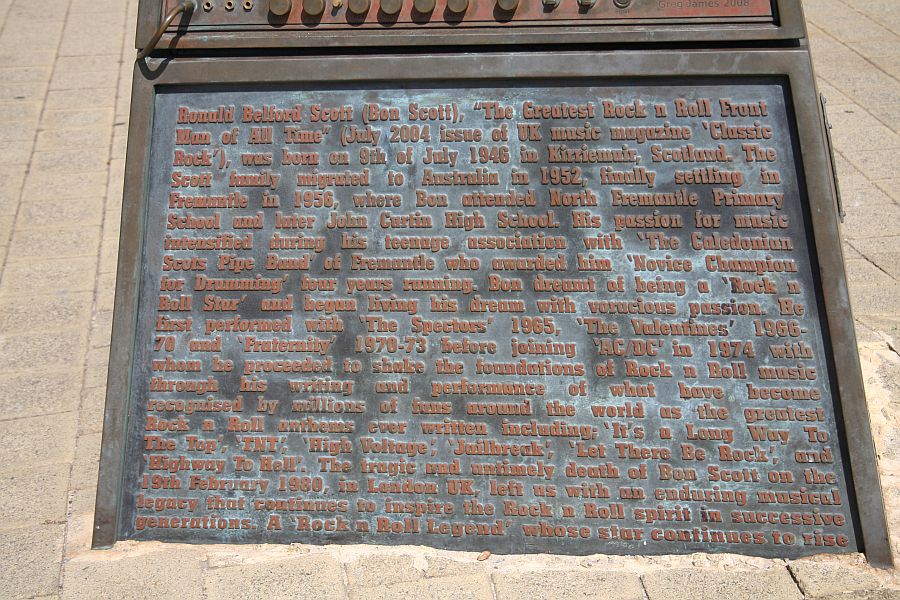 Greg James 2008
Ronald Belford Scott (Bon Scott), "The Greatest Rock n Roll Front
Man of All Time" (July 2004 issue of UK music magazine 'Classic
Rock'), was born on 9th of July 1946 in Kirriemair, Scotland. The
Scott family migrated to Australia in 1952, finally settling in
Fremantle in 1956, where Bon attended North Fremantle Primary
School and later John Curtin High School. His passion for music
intensified during his teenage association with 'The Caledonian
Scots Pipe Band' of Fremantle who awarded him 'Novice Champion
for Drumming' four years running. Bon dreamt of being a 'Rock n
Roll Star' and began living his dream with voracious passion. He
first performed with 'The Spectors' 1965, 'The Valentines' 1966-
70 and 'Fraternity' 1970-73 before joining 'AC/DC' in 1974 with
whom he proceeded to shake the foundations of Rock n Roll music
through his writing and performance of what have become
recognised by millions of fans around the world as the greatest
Rock n Roll anthems ever written including; 'It's a Long Way To
The Top', 'TNT', 'High Voltage', 'Jailbreak', 'Let There Be Rock', and
'Highway To Hell'. The tragic and untimely death of Bon Scott on the
19th February 1980, in London UK, left us with an enduring musical
legacy that continues to inspire the Rock n Roll spirit in successive
generations. A 'Rock n Roll Legend' whose star continues to rise